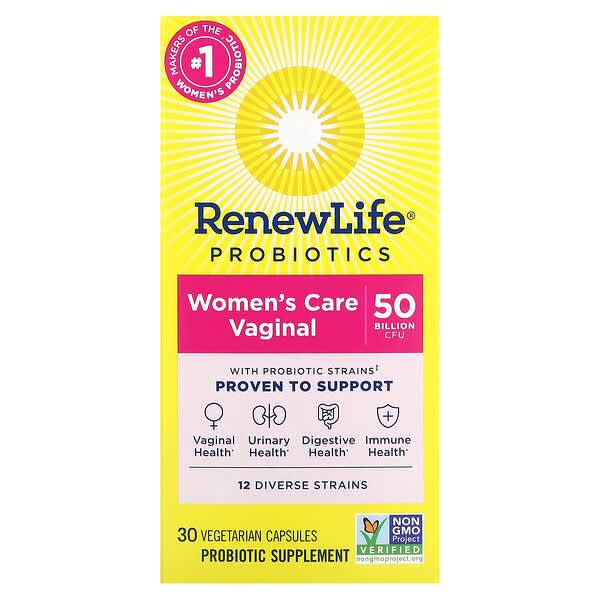 MAKERS OF THE
#1
WOMEN'S PROBIOTIC
RenewLife®
PROBIOTICS
Women's Care
Vaginal
50
BILLION
CFU
WITH PROBIOTIC STRAINS‡
PROVEN TO SUPPORT
Vaginal
Health*
Urinary
Health*
Digestive
Health*
Immune
Health*
12 DIVERSE STRAINS
30 VEGETARIAN CAPSULES
PROBIOTIC SUPPLEMENT
NON
GMO
Project
VERIFIED
nongmoproject.org